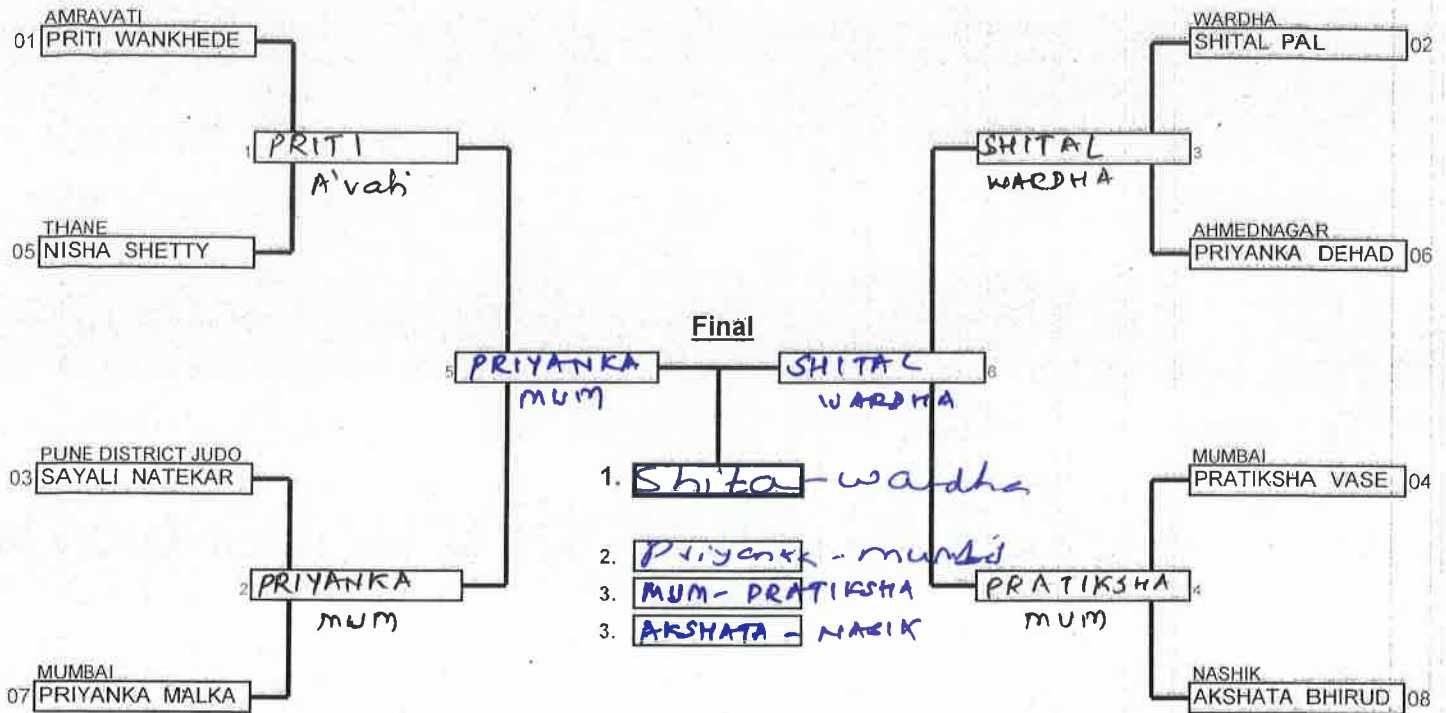 AMRAVATI
01 PRITI WANKHEDE
WARDHA
SHITAL PAL 02
1 PRITI
A'vati
SHITAL 3
WARDHA
THANE
05 NISHA SHETTY
AHMEDNAGAR
PRIYANKA DEHAD 06
Final
5 PRIYANKA
MUM
SHITAL 6
WARDHA
PUNE DISTRICT JUDO
03 SAYALI NATEKAR
MUMBAI
PRATIKSHA VASE 04
1. Shita - wardha
2. Priyanka - mumbai
3. MUM- PRATIKSHA
3. AKSHATA - NASIK
2 PRIYANKA
MUM
PRATIKSHA 4
MUM
MUMBAI
07 PRIYANKA MALKA
NASHIK
AKSHATA BHIRUD 08